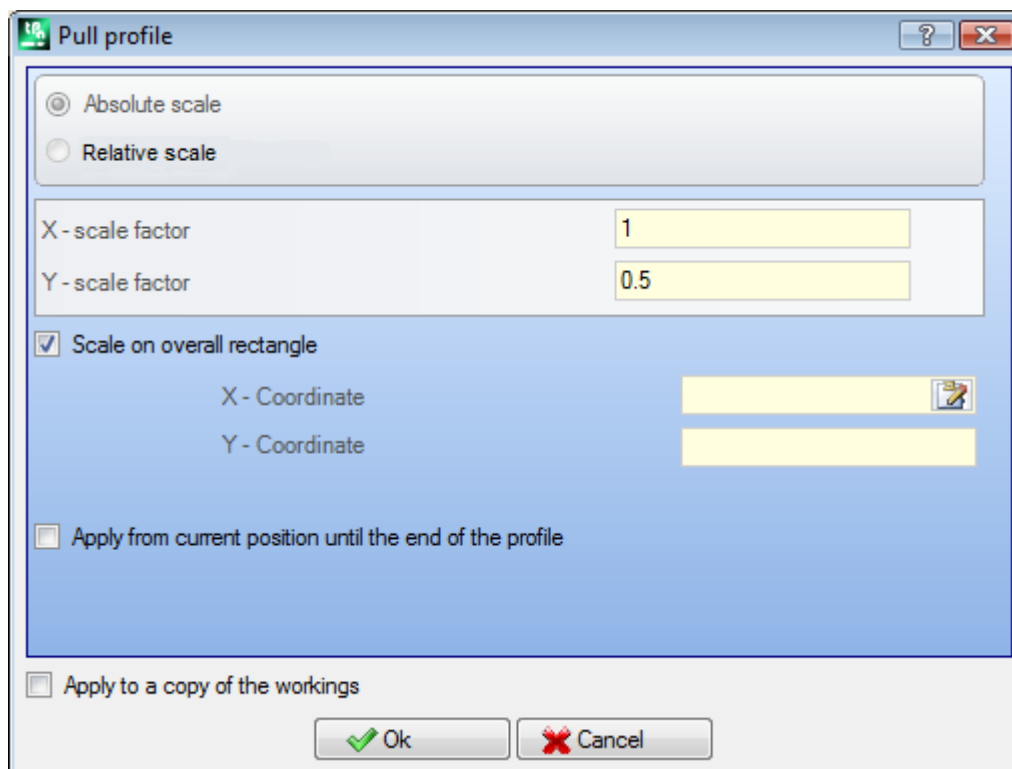 Pull profile
Absolute scale
Relative scale
X - scale factor 1
Y - scale factor 0.5
Scale on overall rectangle
X - Coordinate
Y - Coordinate
Apply from current position until the end of the profile
Apply to a copy of the workings
Ok Cancel